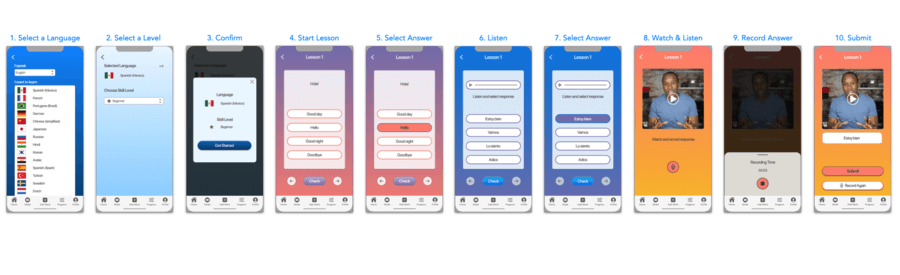 1. Select a Language
2. Select a Level
3. Confirm
4. Start Lesson
5. Select Answer
6. Listen
7. Select Answer
8. Watch & Listen
9. Record Answer
10. Submit
I speak
English
I want to learn
Spanish (Mexico)
French
Portuguese (Brazil)
German
Chinese (simplified)
Japanese
Russian
Hindi
Korean
Arabic
Spanish (Spain)
Turkish
Swedish
Dutch
Selected Language
Spanish (Mexico)
Choose Skill Level
Beginner
Language
Spanish (Mexico)
Skill Level
Beginner
Get Started
Lesson 1
Hola!
Good day
Hello
Good night
Goodbye
Check
Lesson 1
Hola!
Good day
Hello
Good night
Goodbye
Check
Lesson 1
Listen and select response
Estoy bien
Vamos
Lo siento
Adios
Check
Lesson 1
Listen and select response
Estoy bien
Vamos
Lo siento
Adios
Check
Lesson 1
Watch and record response
Lesson 1
Recording Time
Lesson 1
Estoy bien
Submit
Record Again